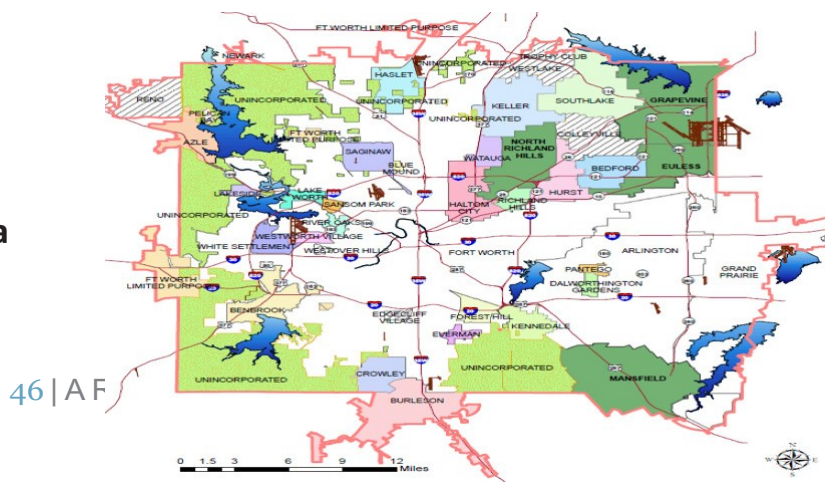 FT WORTH LIMITED PURPOSE
NEWARK
UNINCORPORATED
TROPHY CLUB
WESTLAKE
HASLET
RENO
UNINCORPORATED
UNINCORPORATED
KELLER
SOUTHLAKE
GRAPEVINE
PELICAN
BAY
UNINCORPORATED
AZLE
FT WORTH
COLLEYVILLE
NORTH
RICHLAND
HILLS
SAGINAW
WATAUGA
EULESS
BLUE
MOUND
BEDFORD
LAKESIDE
LAKE
WORTH
SANSOM PARK
HURST
HALTOM
CITY
RICHLAND
HILLS
UNINCORPORATED
RIVER OAKS
a
WESTWORTH VILLAGE
WHITE SETTLEMENT
WESTOVER HILL
FORT WORTH
ARLINGTON
PANTEGO
GRAND
PRAIRIE
FT WORTH
LIMITED PURPOSE
DALWORTHINGTON
GARDENS
BENBROOK
EDGECLIFF
VILLAGE
FOREST HILL
KENNEDALE
EVERMAN
UNINCORPORATED
CROWLEY
UNINCORPORATED
MANSFIELD
46 | A F
BURLESON
N
W E
S
0 1.5 3 6 9 12
Miles